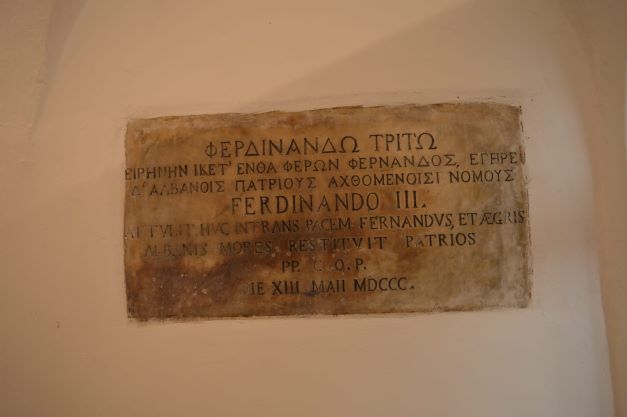 ΦΕΡΔΙΝΑΝΔΩ ΤΡΙΤΩ
ΕΙΡΗΝΗΝ ΙΚΕΤ' ΕΝΘΑ ΦΕΡΩΝ ΦΕΡΝΑΝΔΟΣ, ΕΓΗΡΕ
Δ' ΑΛΒΑΝΟΙΣ ΠΑΤΡΙΟΥΣ ΑΧΘΟΜΕΝΟΙΣΙ ΝΟΜΟΥΣ
FERDINANDO III.
ATTVLIT HVC INTRANS PACEM FERNANDVS, ET ÆGRIS
ALBANIS MORES RESTITVIT PATRIOS
PP.
XIII MAII MDCCC.